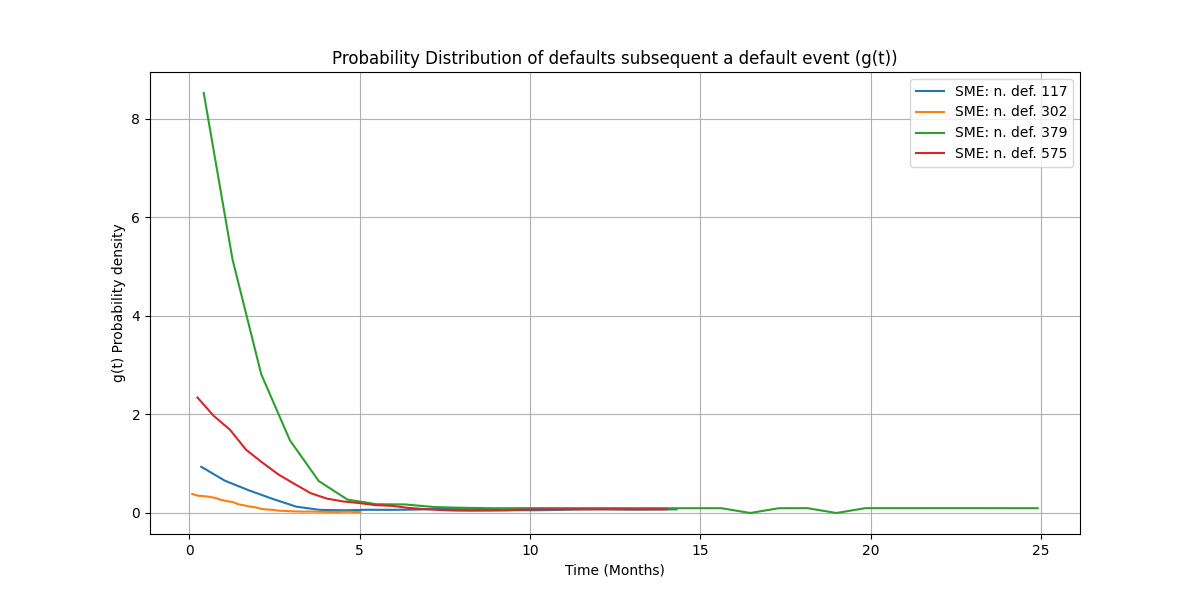 Probability Distribution of defaults subsequent a default event (g(t))
SME: n. def. 117
SME: n. def. 302
SME: n. def. 379
SME: n. def. 575
g(t) Probability density
8
6
4
2
0
0 5 10 15 20 25
Time (Months)